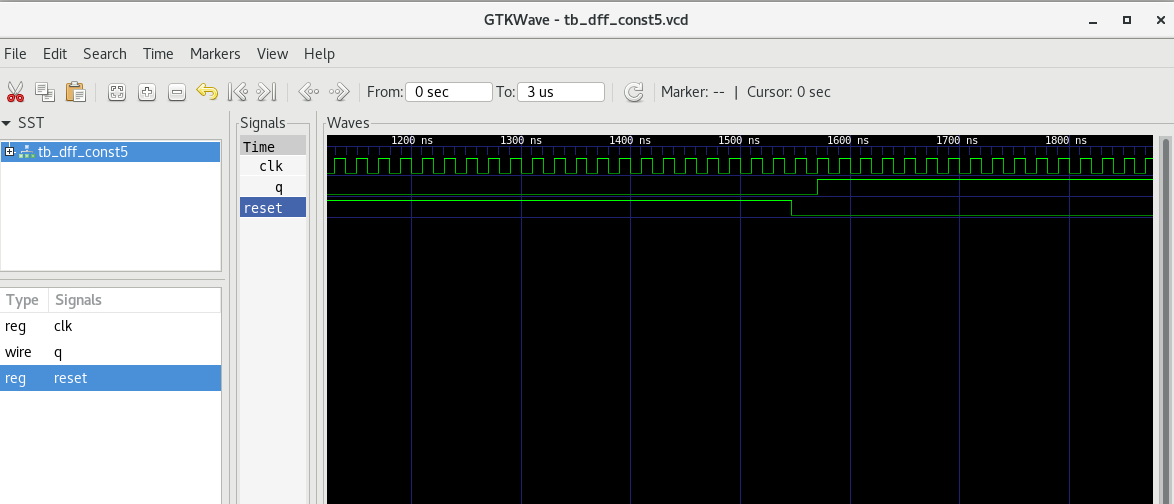 GTKWave - tb_dff_const5.vcd
File Edit Search Time Markers View Help
From: 0 sec To: 3 us Marker: -- | Cursor: 0 sec
SST
tb_dff_const5
Type Signals
reg clk
wire q
reg reset
Signals
Time
clk
q
reset
Waves
1200 ns 1300 ns 1400 ns 1500 ns 1600 ns 1700 ns 1800 ns